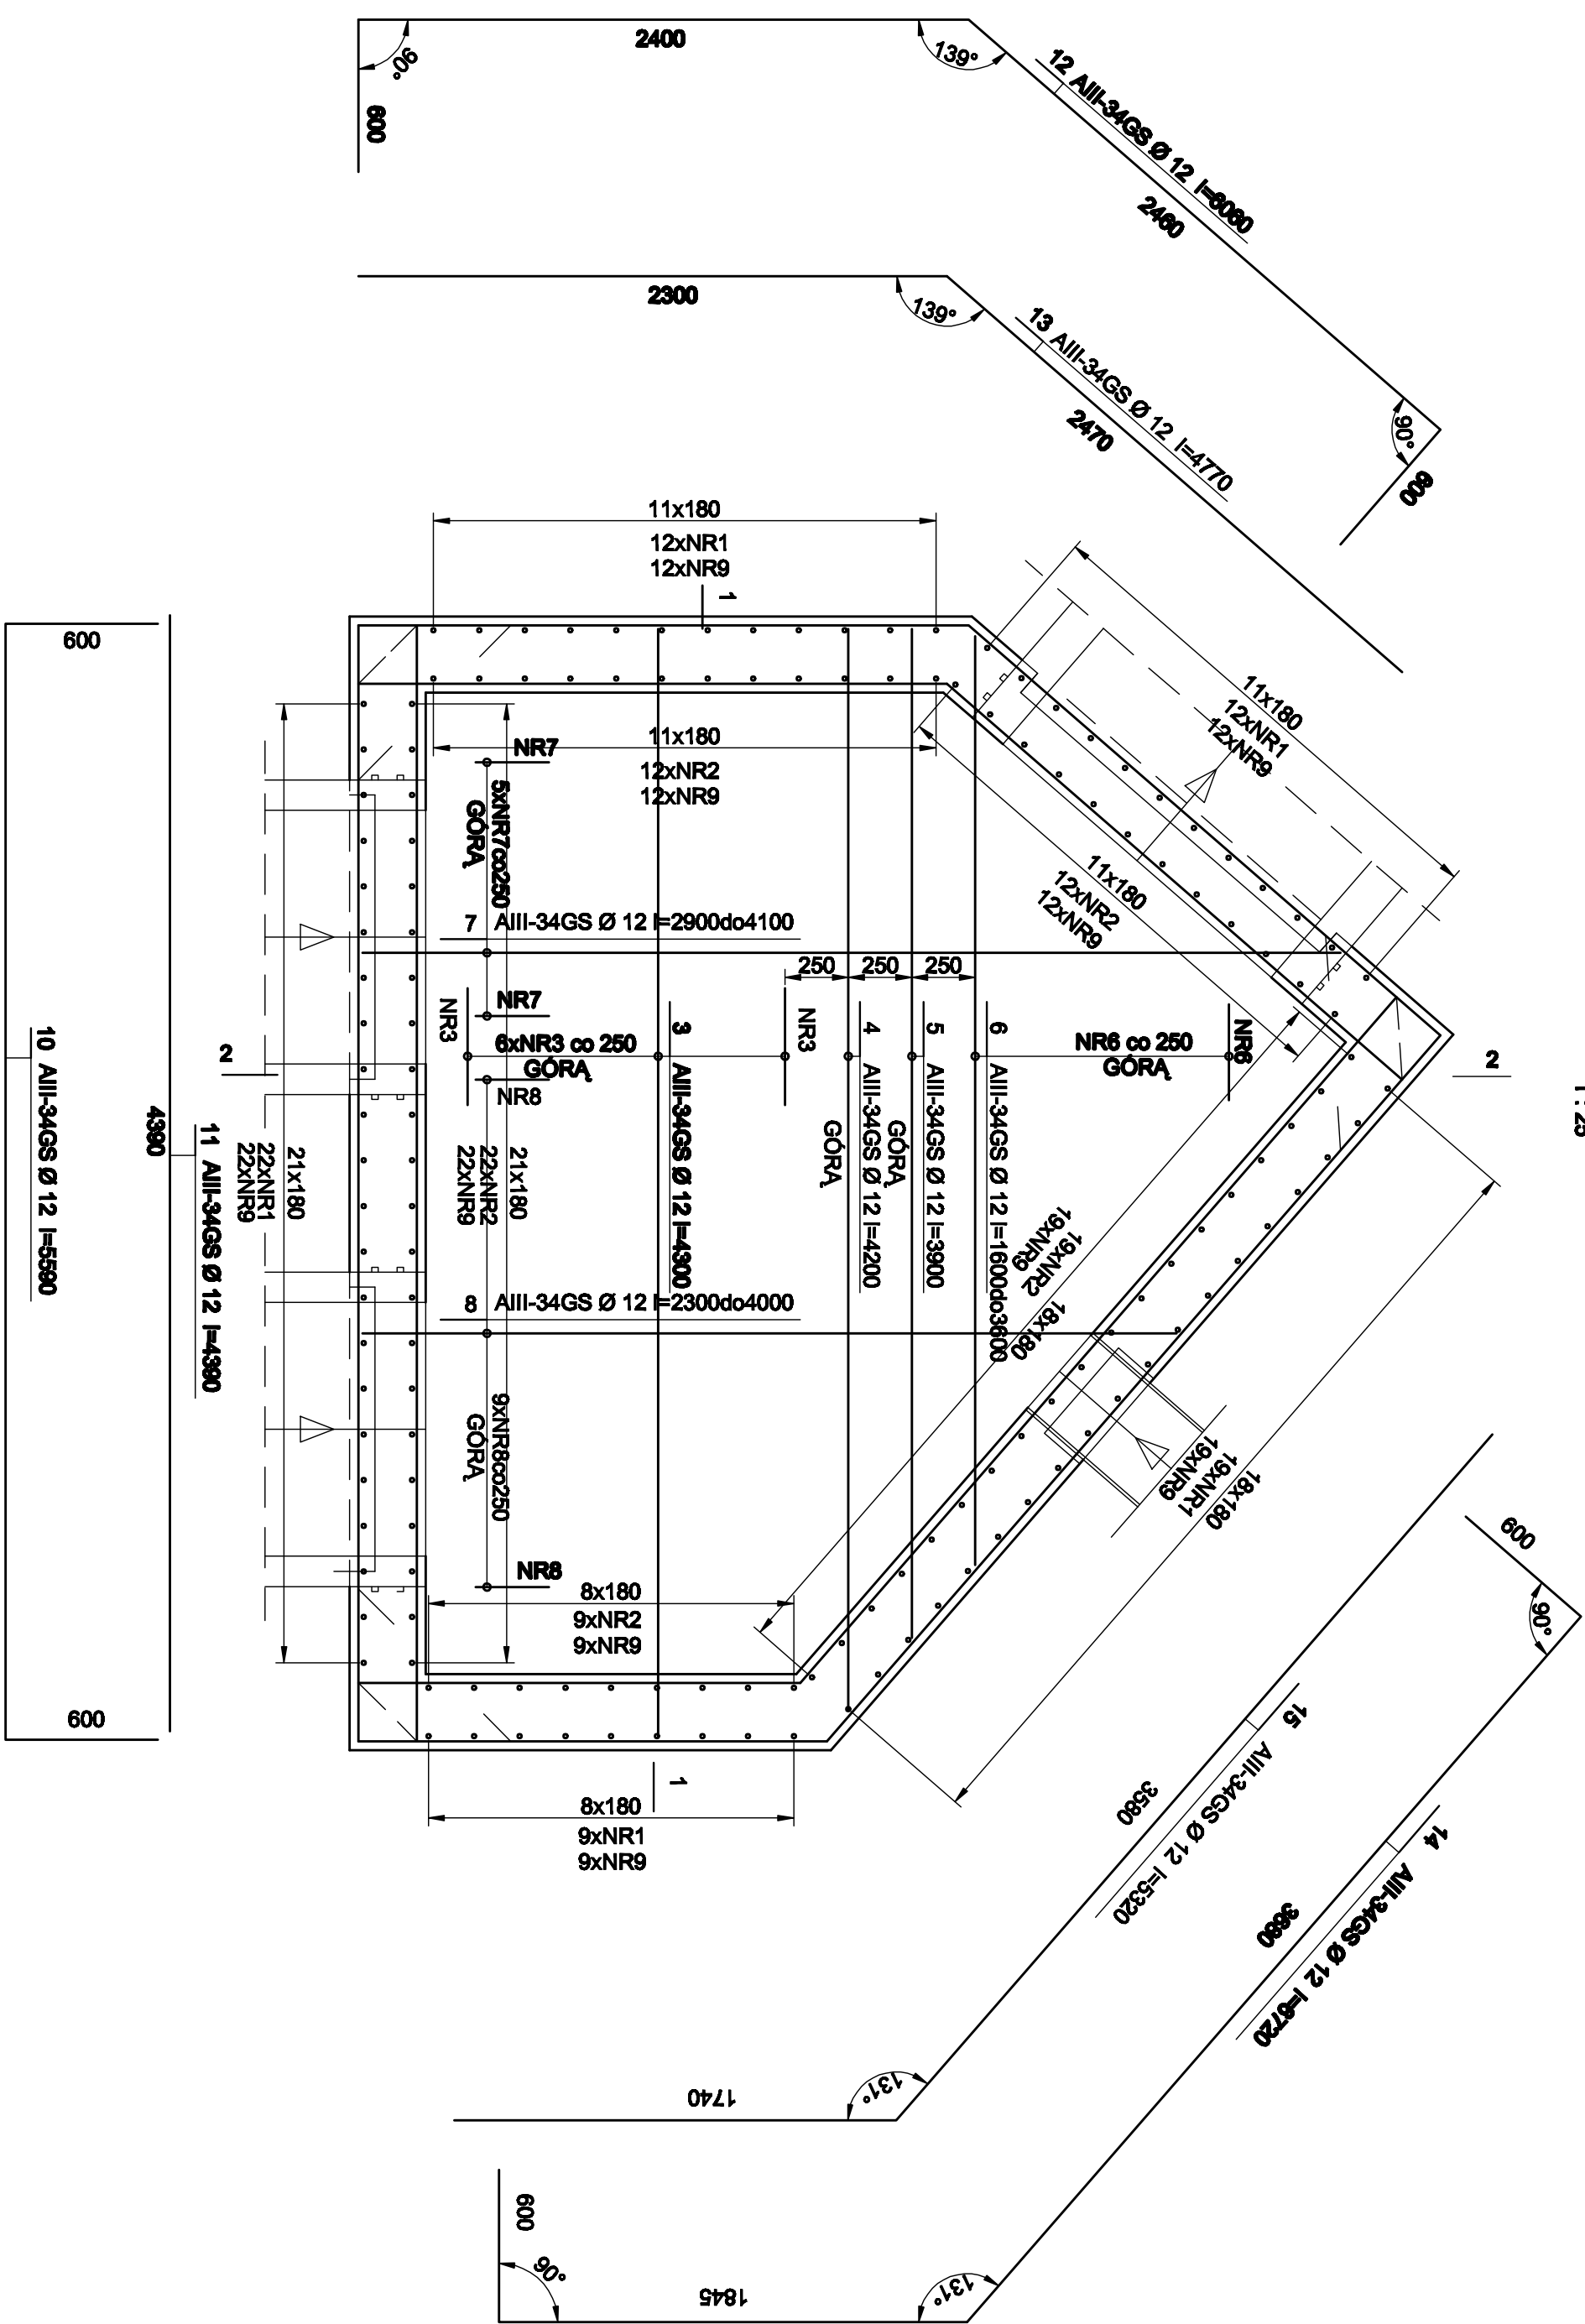 2400
90°
600
139°
12 AIII-34GS Ø 12 l=6060
2460
90°
600
2300
139°
13 AIII-34GS Ø 12 l=4770
2470
11x180
12xNR1
12xNR9
1
11x180
12xNR1
12xNR9
11x180
12xNR2
12xNR9
11x180
12xNR2
12xNR9
600
NR7
5xNR7co250
GÓRĄ
7 AIII-34GS Ø 12 l=2900do4100
250
250
250
NR7
NR3
6xNR3 co 250
GÓRĄ
NR3
NR8
3 AIII-34GS Ø 12 l=4300
4 AIII-34GS Ø 12 l=4200
GÓRĄ
5 AIII-34GS Ø 12 l=3900
GÓRĄ
6 AIII-34GS Ø 12 l=1600do3600
NR6 co 250
GÓRĄ
NR6
2
2
10 AIII-34GS Ø 12 l=5590
4390
11 AIII-34GS Ø 12 l=4390
21x180
22xNR1
22xNR9
21x180
22xNR2
22xNR9
8 AIII-34GS Ø 12 l=2300do4000
9xNR8co250
GÓRĄ
NR8
18x180
19xNR2
19xNR9
18x180
19xNR1
19xNR9
8x180
9xNR2
9xNR9
1
8x180
9xNR1
9xNR9
600
600
90°
15 AIII-34GS Ø 12 l=5320
3580
14 AIII-34GS Ø 12 l=6720
3680
131°
1740
600
90°
131°
1845